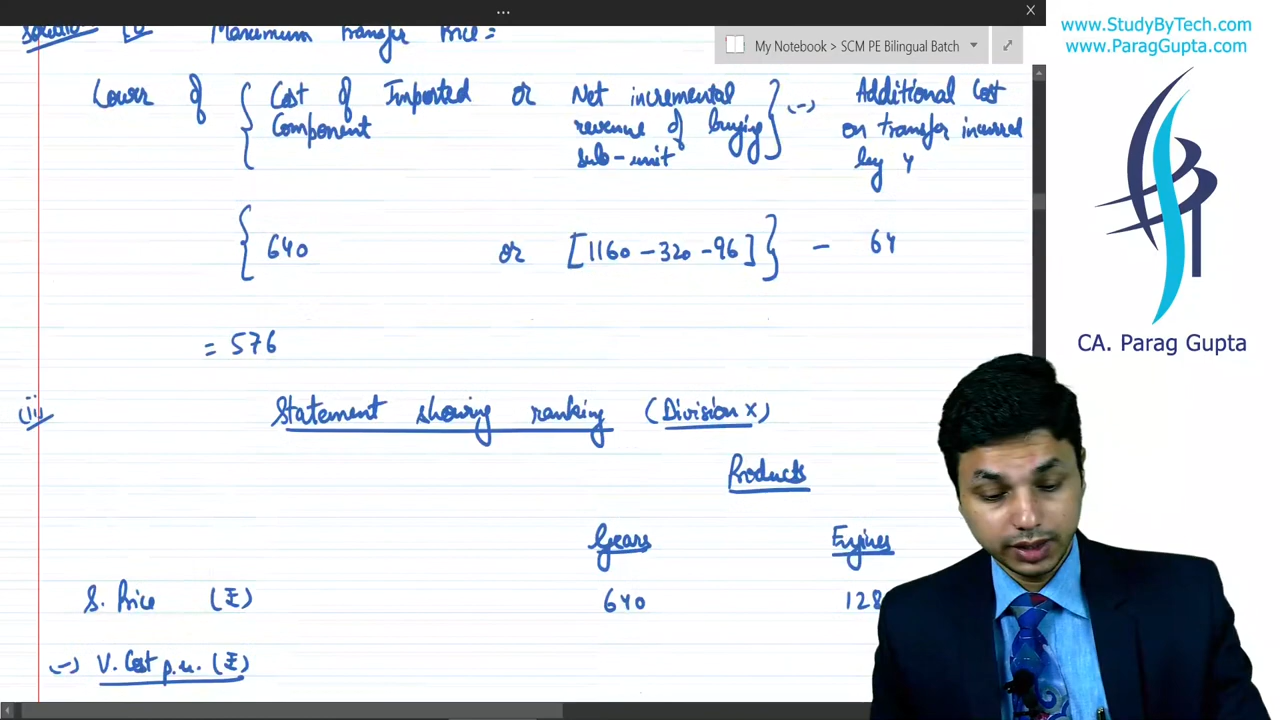 ...
www.StudyByTech.com
www.ParagGupta.com
My Notebook > SCM PE Bilingual Batch
Solution (i) Maximum Transfer Price =
Lower of { Cost of Imported Component or Net incremental revenue of buying sub-unit } (-) Additional Cost on transfer incurred by Y
{ 640 or [1160 - 320 - 96] } - 64
= 576
CA. Parag Gupta
(ii) Statement showing ranking (Division X)
Products
Gears Engines
S. Price (₹) 640 128
(-) V. Cost p.u. (₹)